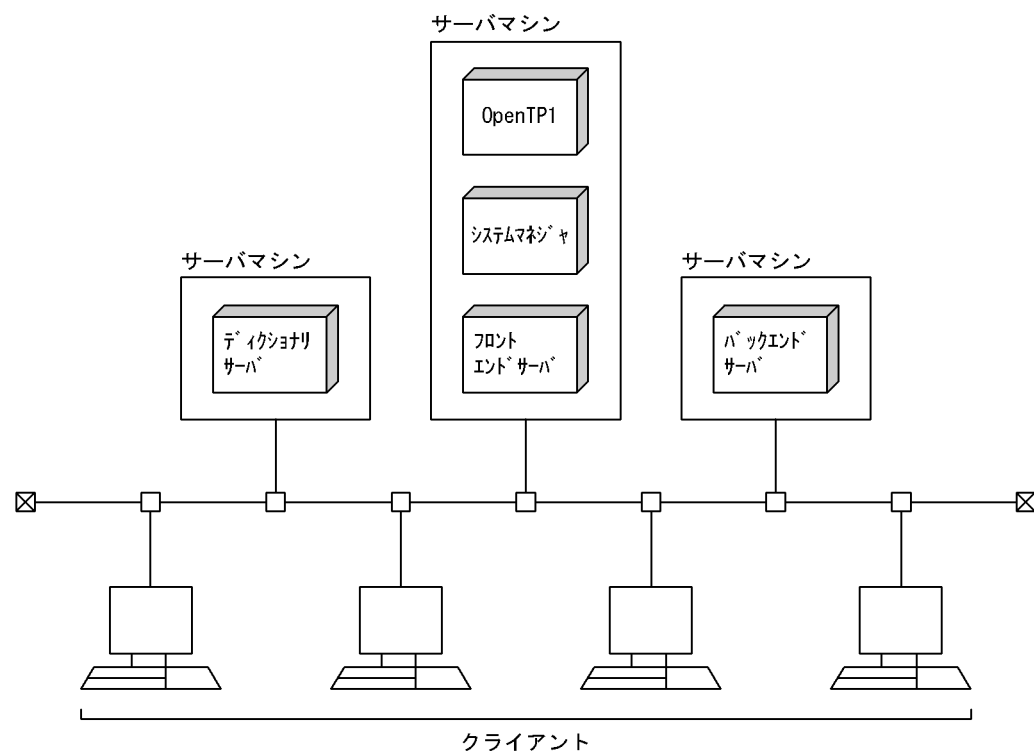 サーバマシン
OpenTP1
システムマネジャ
サーバマシン
サーバマシン
ディクショナリ
サーバ
フロント
エンドサーバ
バックエンド
サーバ
クライアント